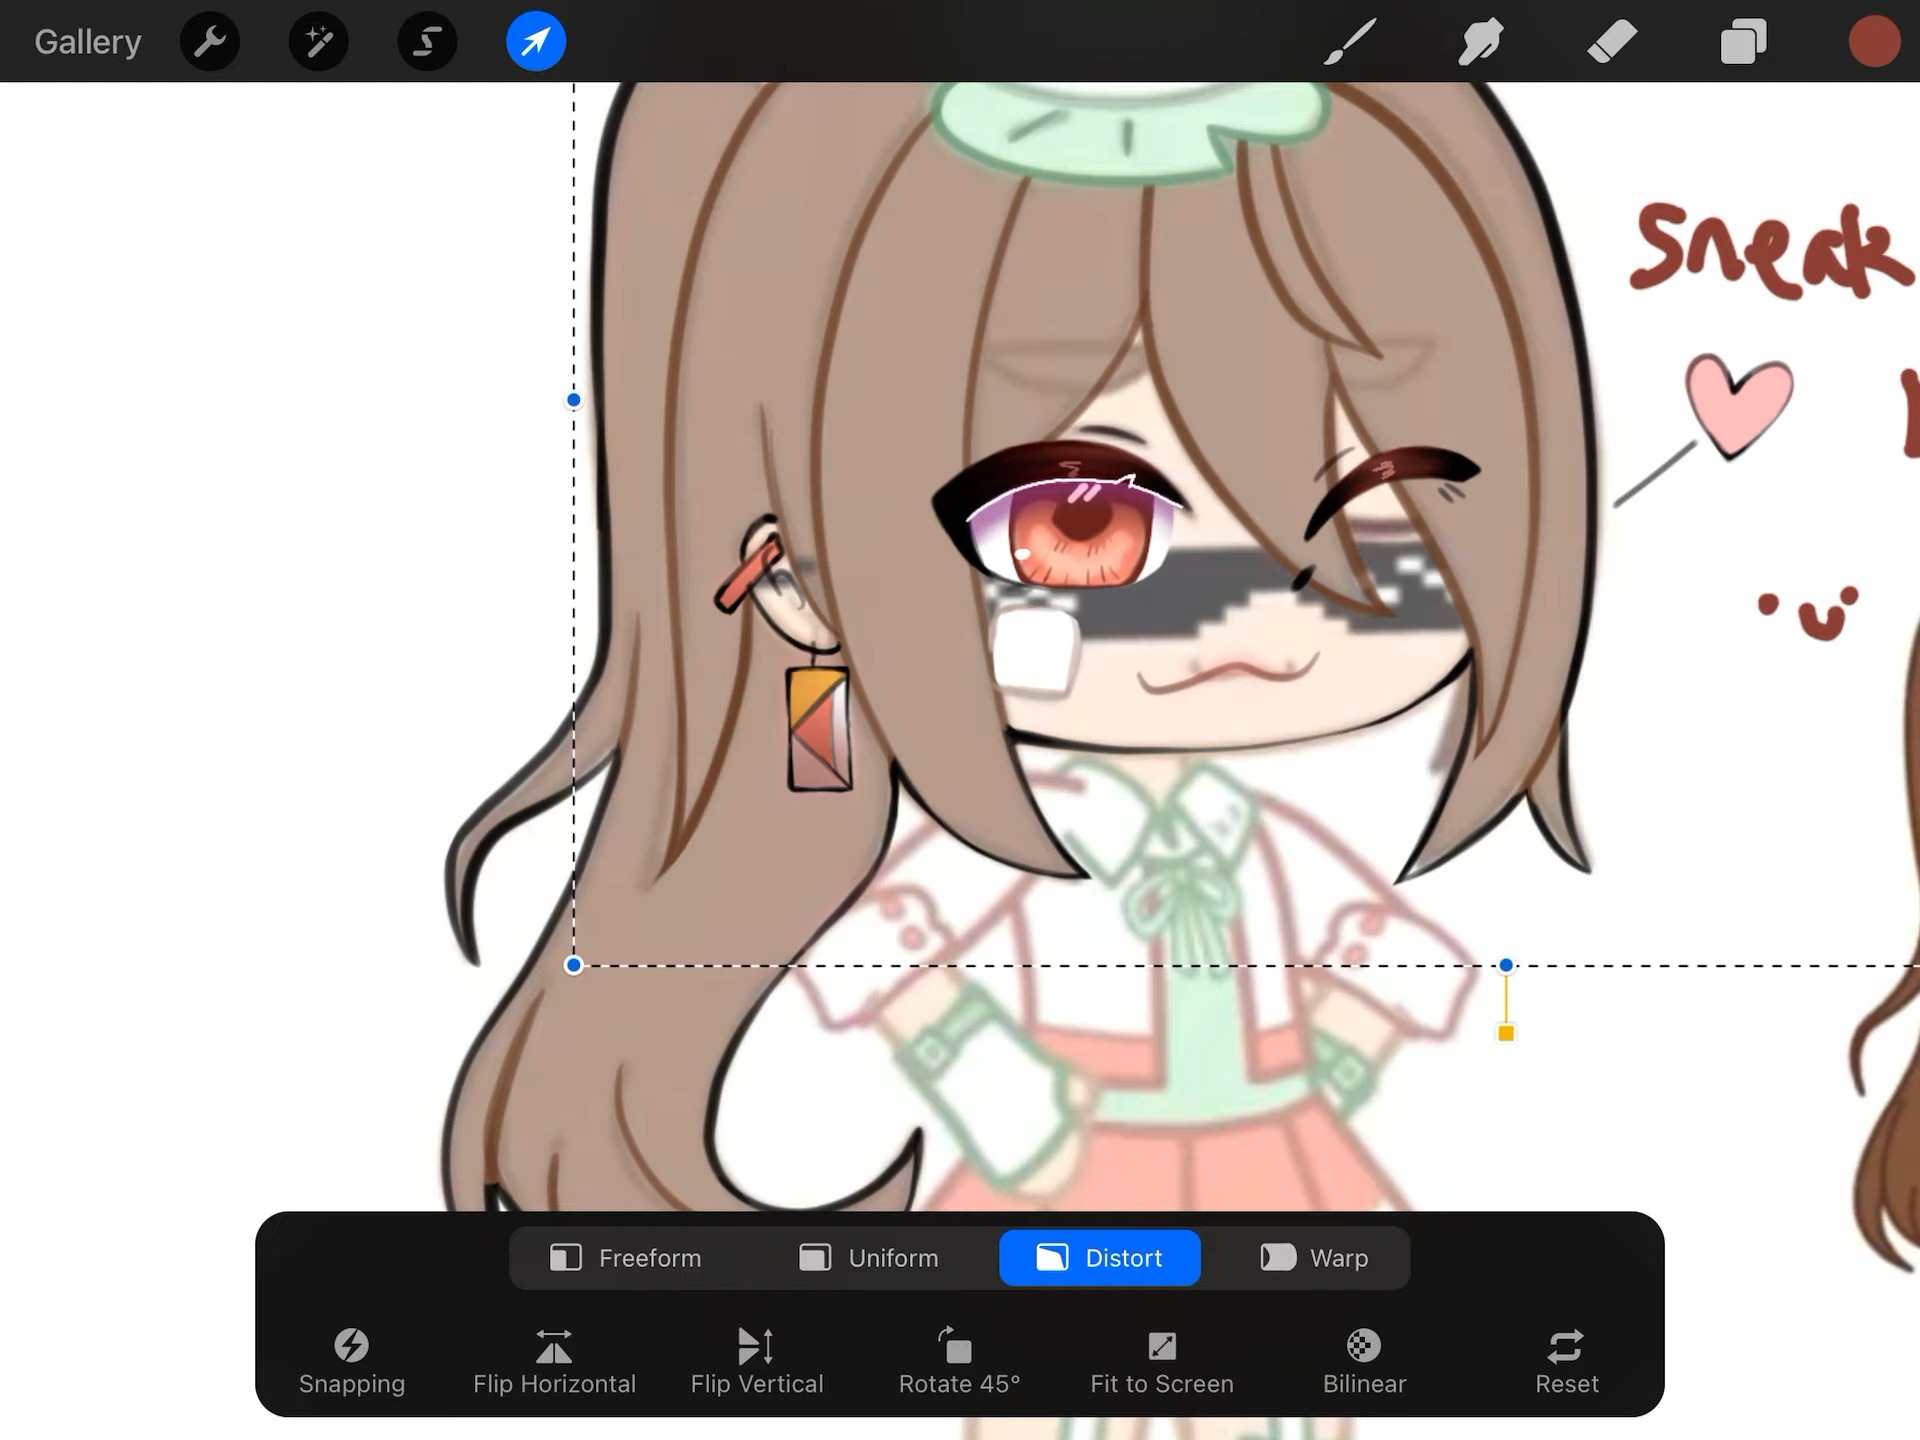 Gallery
sneak
Freeform Uniform Distort Warp
Snapping Flip Horizontal Flip Vertical Rotate 45° Fit to Screen Bilinear Reset